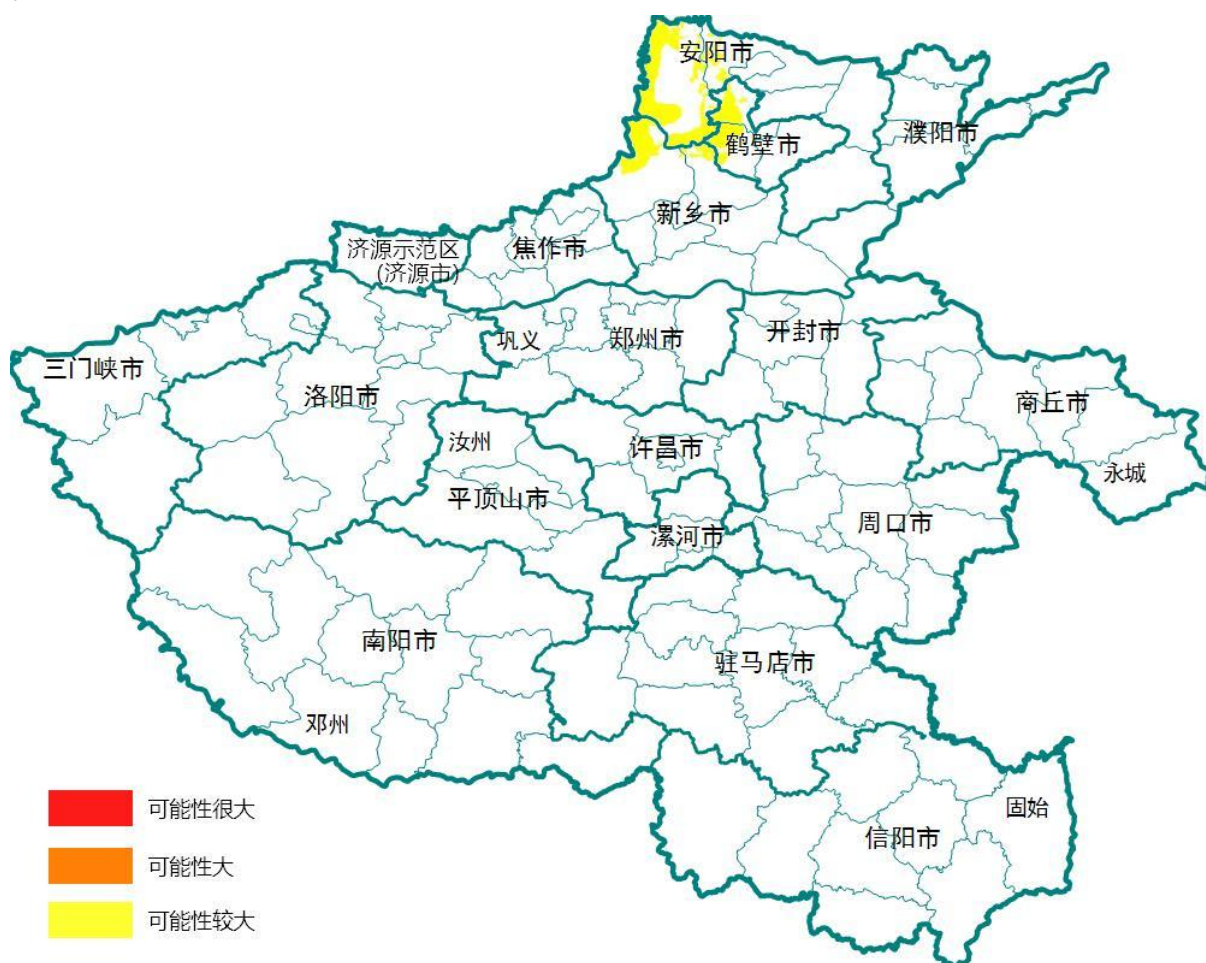 安阳市
鹤壁市
濮阳市
新乡市
济源示范区
(济源市)
焦作市
三门峡市
洛阳市
巩义
郑州市
开封市
商丘市
永城
汝州
许昌市
平顶山市
漯河市
周口市
南阳市
驻马店市
邓州
信阳市
固始
可能性很大
可能性大
可能性较大